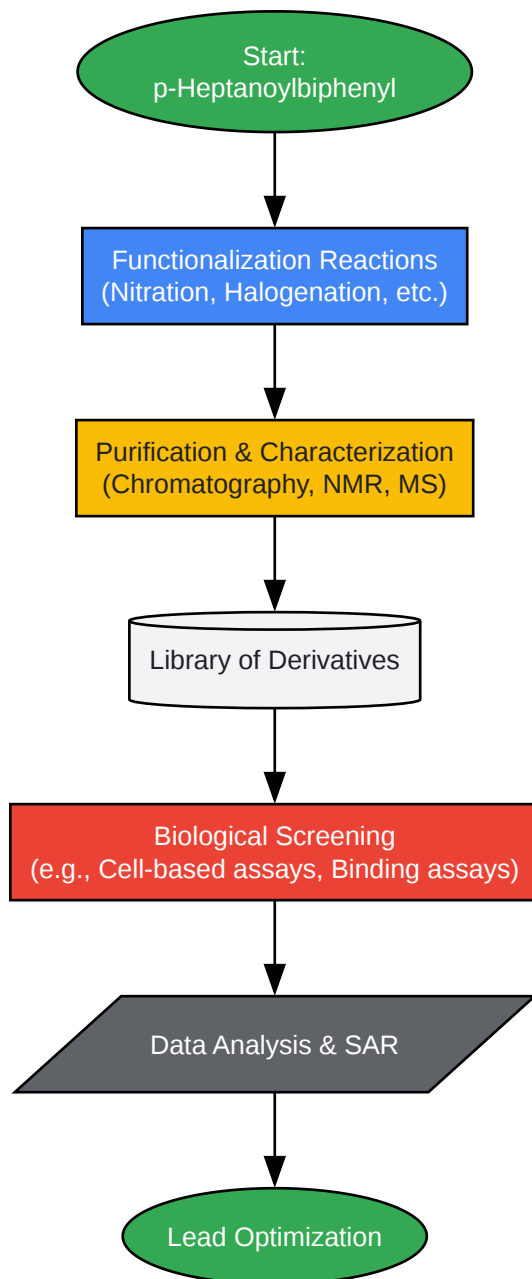 Start:
p-Heptanoylbiphenyl
Functionalization Reactions
(Nitration, Halogenation, etc.)
Purification & Characterization
(Chromatography, NMR, MS)
Library of Derivatives
Biological Screening
(e.g., Cell-based assays, Binding assays)
Data Analysis & SAR
Lead Optimization